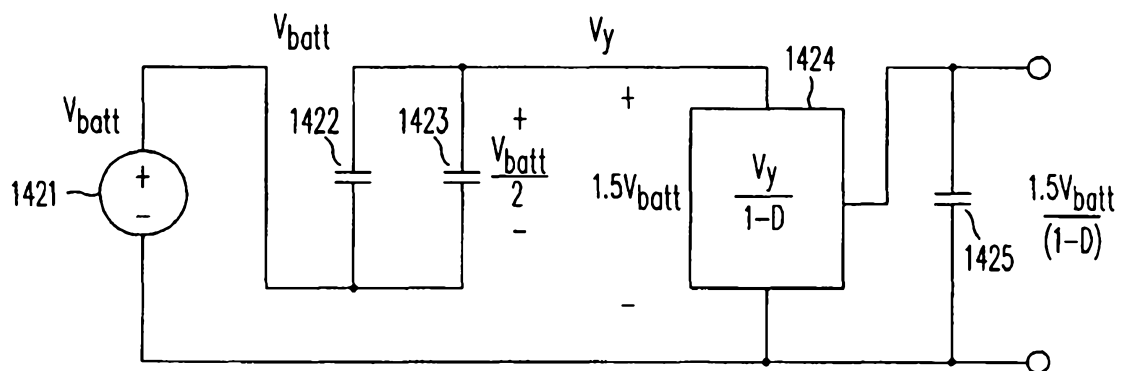 V_batt
V_y
1424
V_batt
1422
1423
+
+
1421
+
-
V_batt
2
-
1.5V_batt
V_y
1-D
-
1425
1.5V_batt
(1-D)